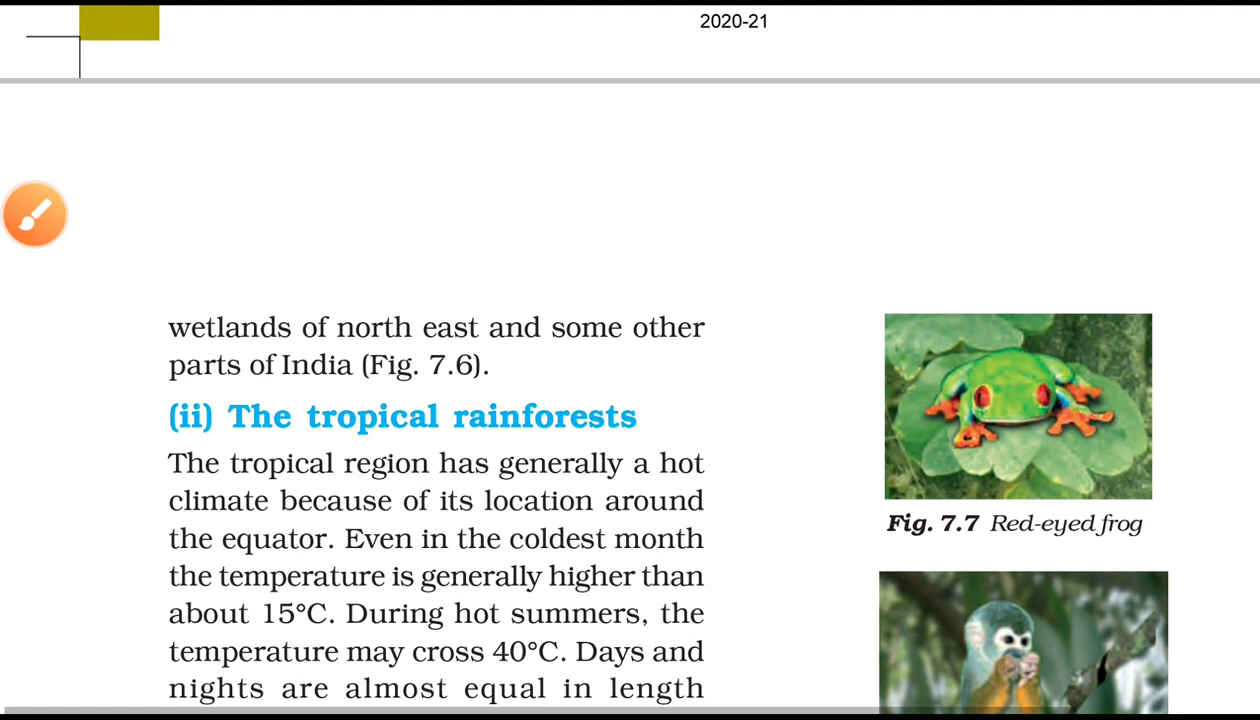 2020-21
wetlands of north east and some other
parts of India (Fig. 7.6).
(ii) The tropical rainforests
The tropical region has generally a hot
climate because of its location around
the equator. Even in the coldest month
the temperature is generally higher than
about 15°C. During hot summers, the
temperature may cross 40°C. Days and
nights are almost equal in length
Fig. 7.7 Red-eyed frog